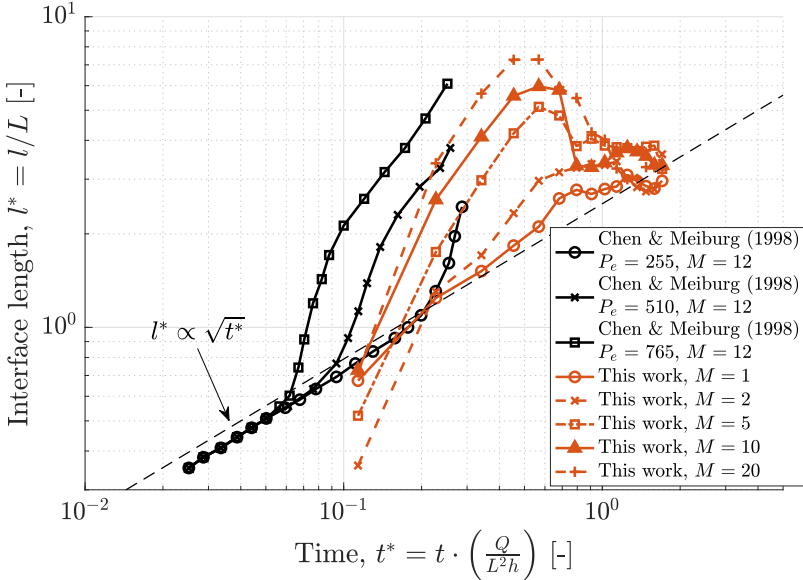 10^1
Interface length, l* = l/L [-]
l* ∝ √t*
10^0
Chen & Meiburg (1998)
P_e = 255, M = 12
Chen & Meiburg (1998)
P_e = 510, M = 12
Chen & Meiburg (1998)
P_e = 765, M = 12
This work, M = 1
This work, M = 2
This work, M = 5
This work, M = 10
This work, M = 20
10^-2
10^-1
10^0
Time, t* = t · (Q/L^2h) [-]